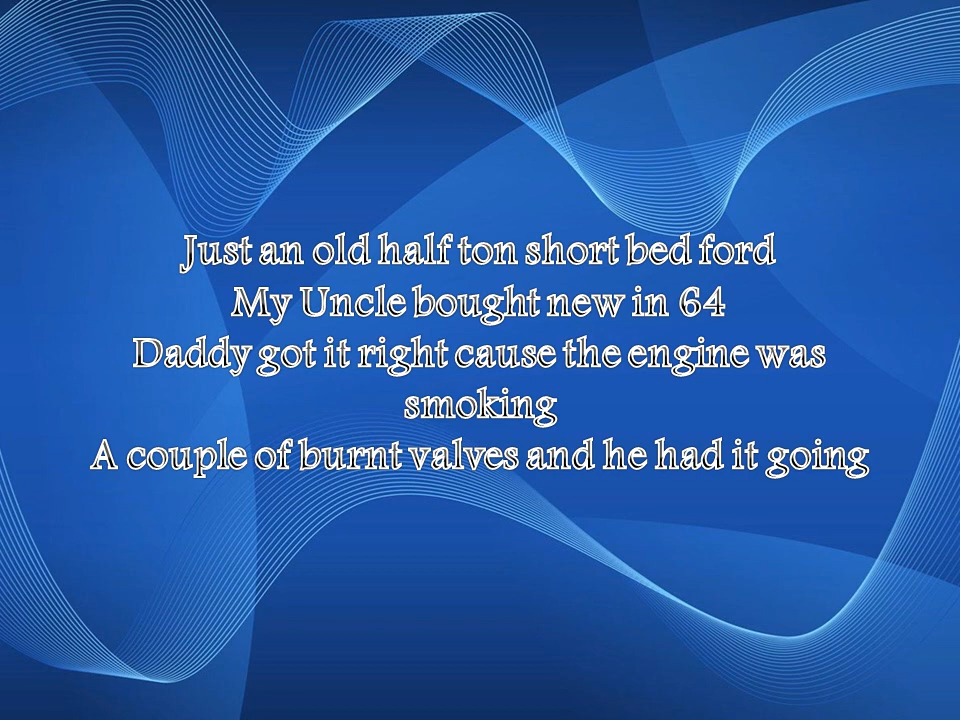 Just an old half ton short bed ford
My Uncle bought new in 64
Daddy got it right cause the engine was
smoking
A couple of burnt valves and he had it going